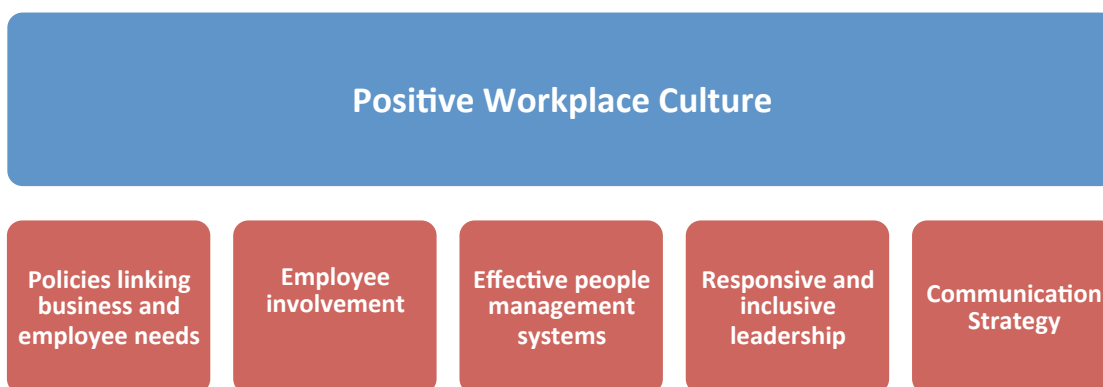 Positive Workplace Culture
Policies linking
business and
employee needs
Employee
involvement
Effective people
management
systems
Responsive and
inclusive
leadership
Communication
Strategy